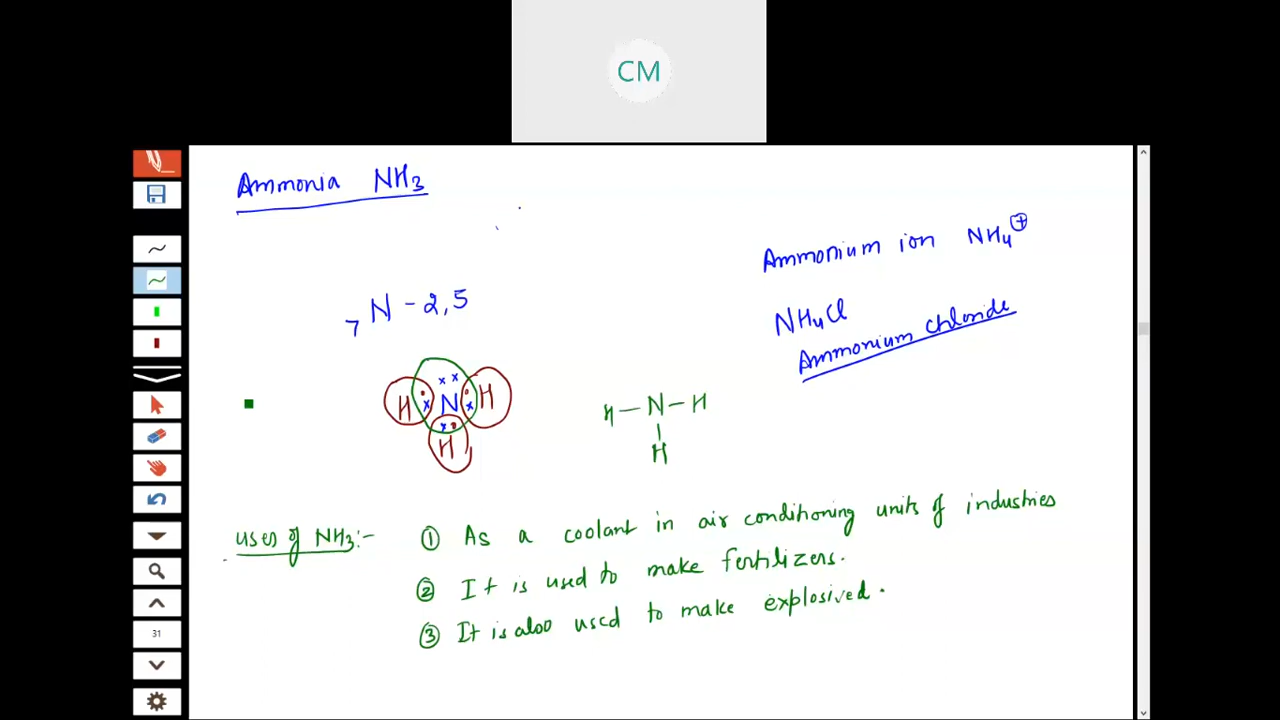 CM
Ammonia NH3
Ammonium ion NH4⊕
7N - 2,5
NH4Cl
Ammonium chloride
H N H
H
H — N — H
H
uses of NH3:- ① As a coolant in air conditioning units of industries
② It is used to make fertilizers.
③ It is also used to make explosived.
31